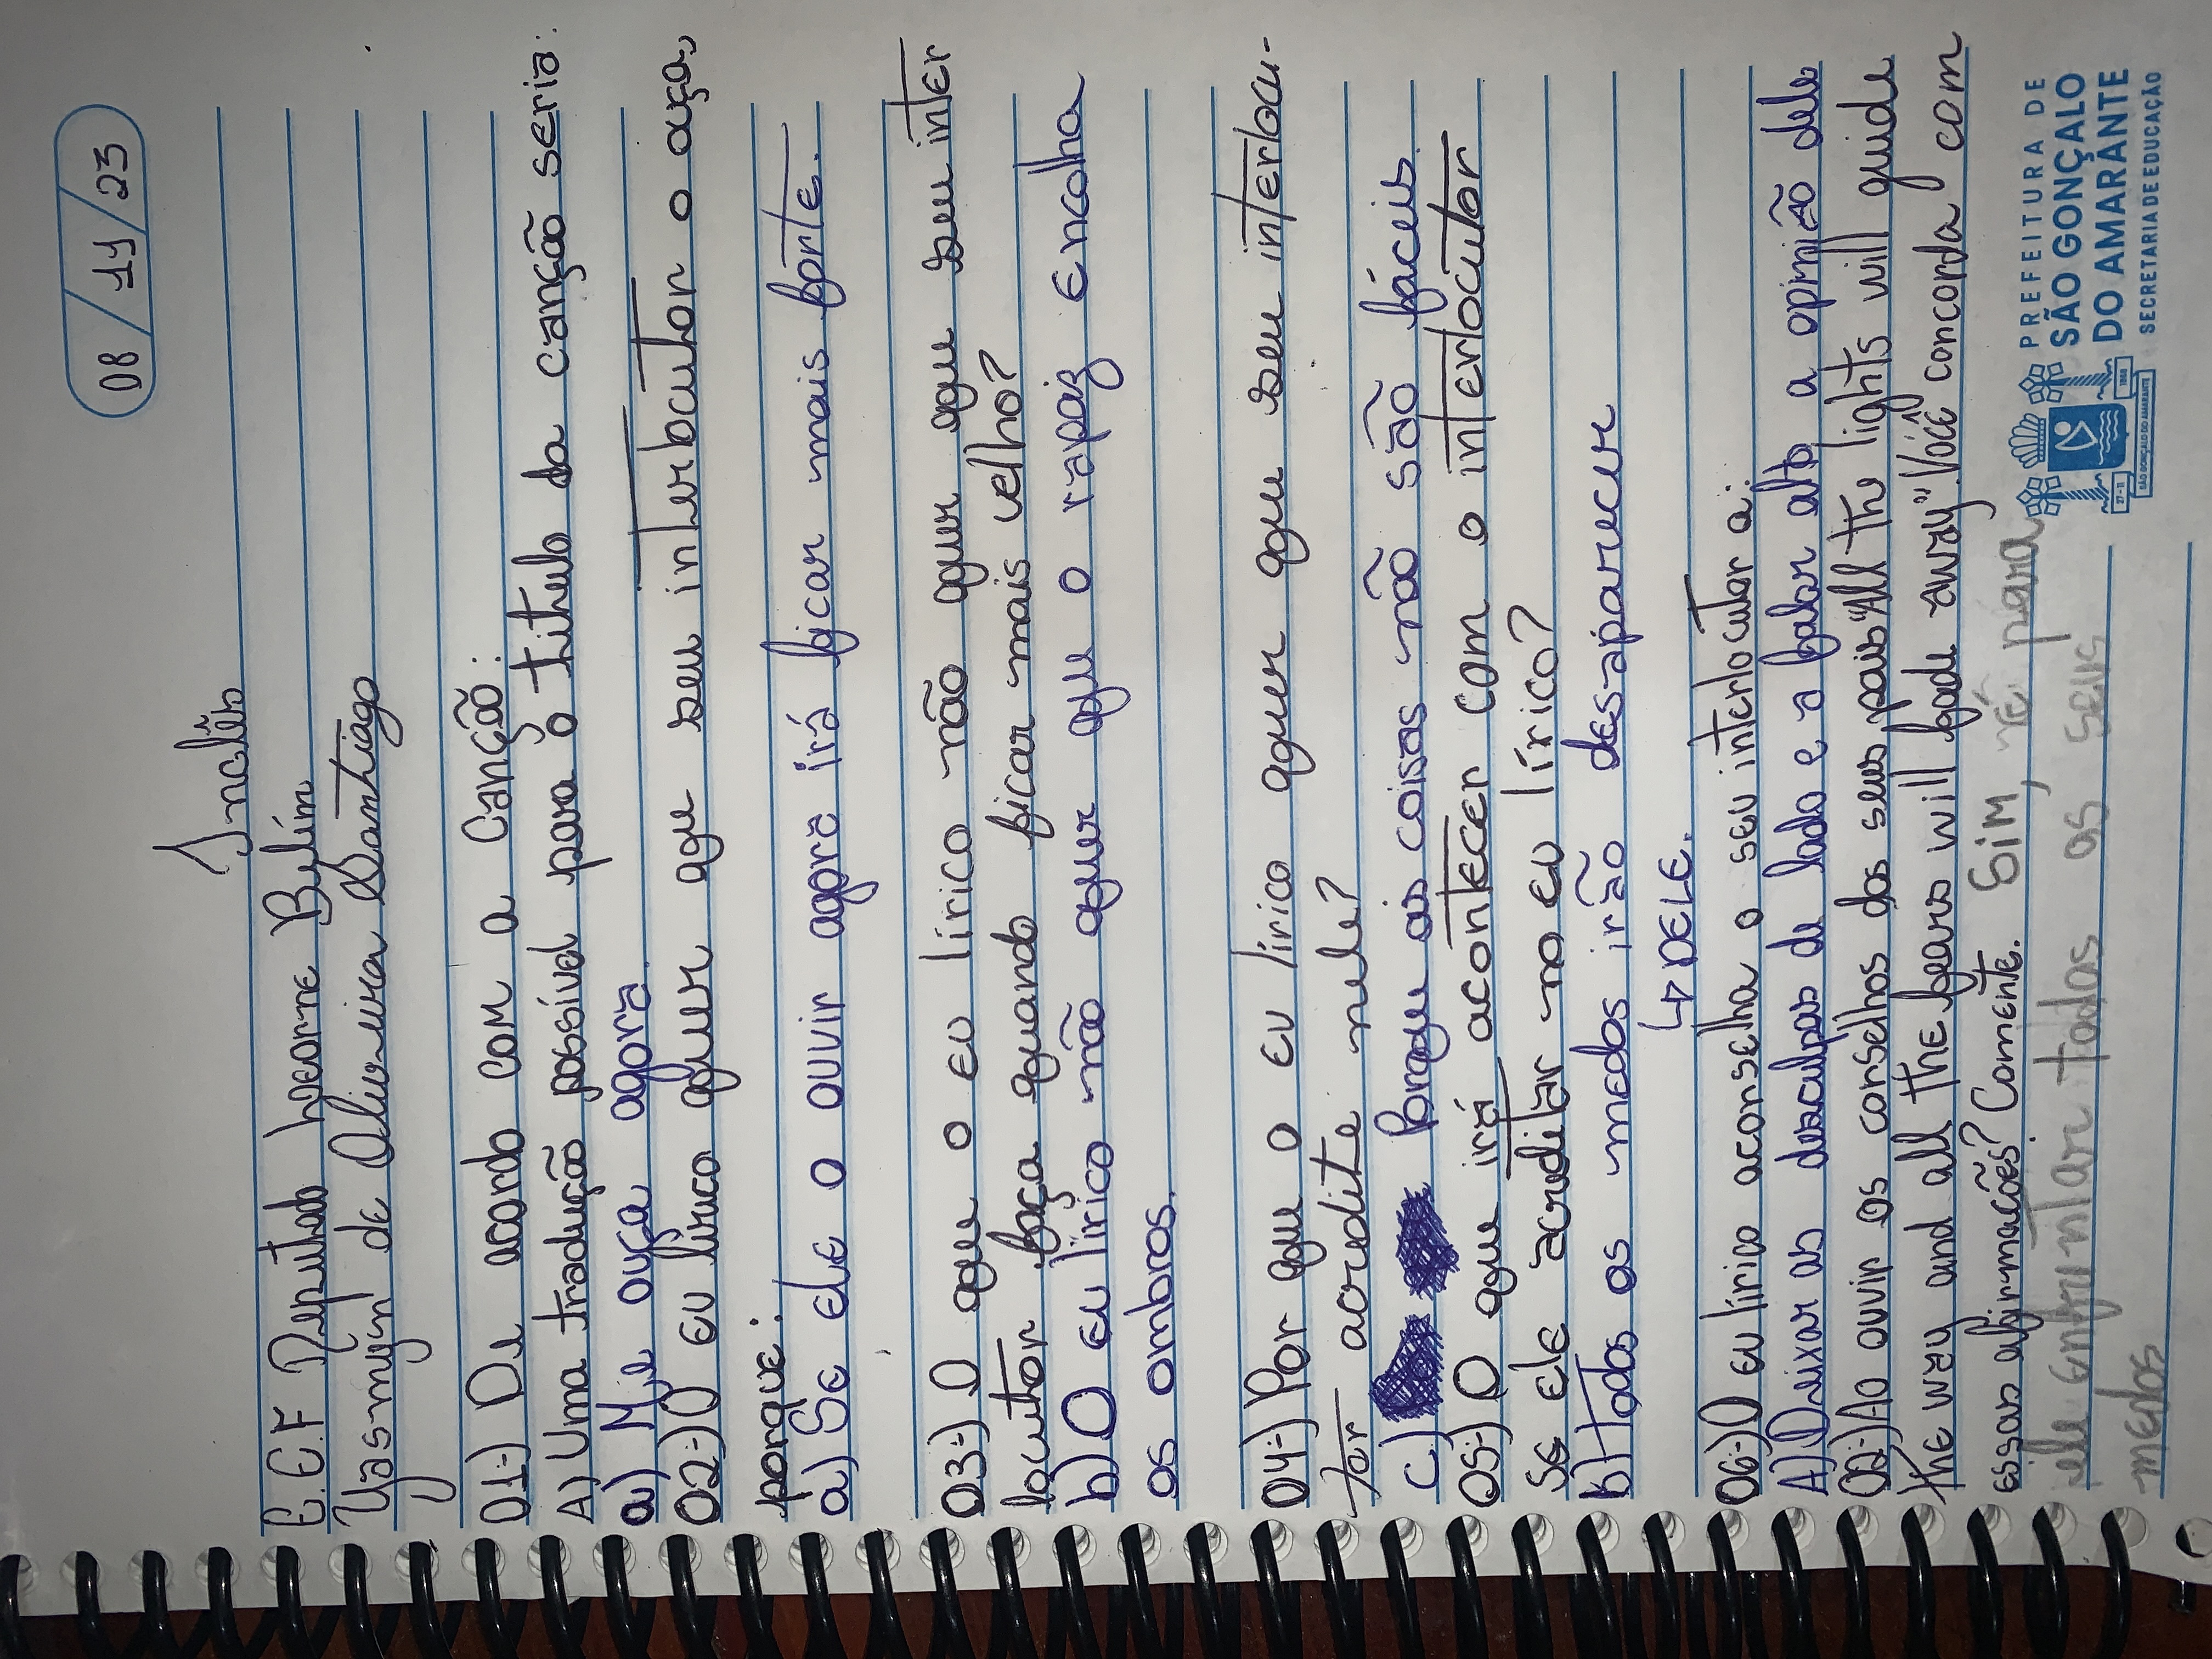 08/11/23
Inglês
E.E.F Deputado Licorne Belím
Yasmyn de Oliveira Santiago
01-) De acordo com a Canção:
A) Uma tradução possível para o título da canção seria:
a) Me ouça agora.
02-) O eu lírico quer que seu interlocutor o ouça,
porque:
a) Se ele o ouvir agora irá ficar mais forte.
03-) O que o eu lírico não quer que seu inter
locutor faça quando ficar mais velho?
b) O eu lírico não quer que o rapaz encolha
os ombros.
04-) Por que o eu lírico quer que seu interlocu-
tor acredite nele?
c) Porque as coisas não são fáceis.
05-) O que irá acontecer com o interlocutor
se ele acreditar no eu lírico?
b) todos os medos irão desaparecer
↳ DELE.
06-) O eu lírico aconselha o seu interlocutor a:
A) Deixar as desculpas de lado e a falar alto a opinião dele
02-) Ao ouvir os conselhos dos seus pais "All the lights will guide
the way and all the fears will fade away". Você concorda com
essas afirmações? Comente. Sim, é para
ele enfrentar todos os seus
medos
PREFEITURA DE
SÃO GONÇALO
DO AMARANTE
SECRETARIA DE EDUCAÇÃO
27-11
1868
SÃO GONÇALO DO AMARANTE